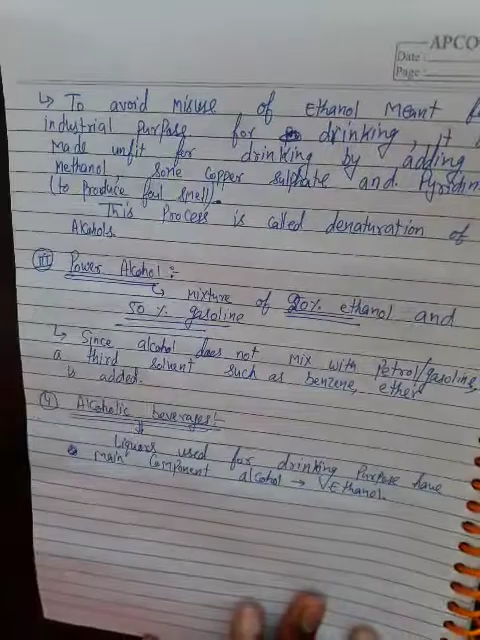 APCO
Date :
Page :
↳ To avoid misuse of Ethanol Meant
industrial purpose for drinking, it
Made unfit for drinking by adding
Methanol, some copper sulphate and Pyridin
(to produce foul smell).
This Process is called denaturation of
Alcohols.
(III) Power Alcohol :-
↳ mixture of 20% ethanol and
80 % gasoline
↳ Since alcohol does not mix with petrol/gasoline,
a third solvent such as benzene, ether
is added.
Alcoholic beverages!
Liquors used for drinking Purpose have
main component alcohol → Ethanol